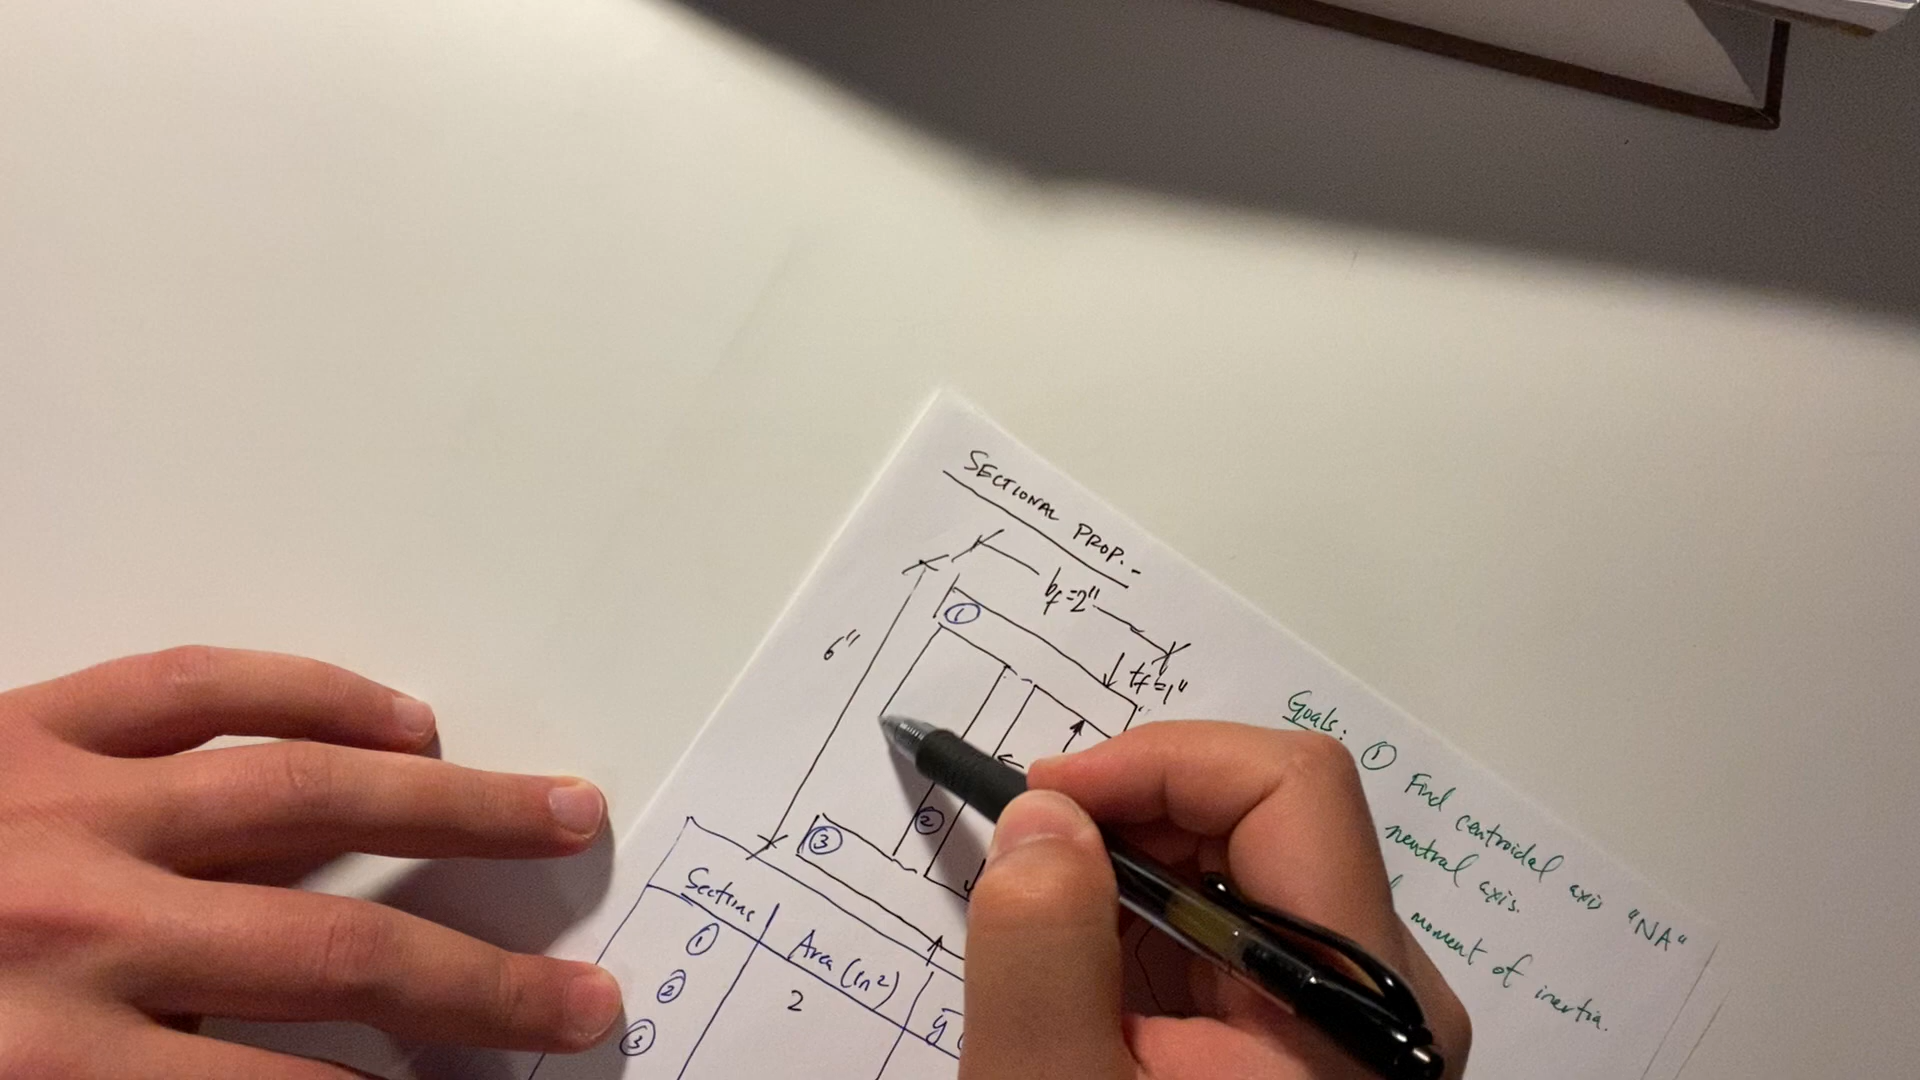 SECTIONAL PROP.-
bf=2"
①
6"
tf=1"
②
③
Goals: ① Find centroidal axis "NA"
neutral axis.
moment of inertia.
Sections
Area (in²)
ȳ (
①
2
②
③